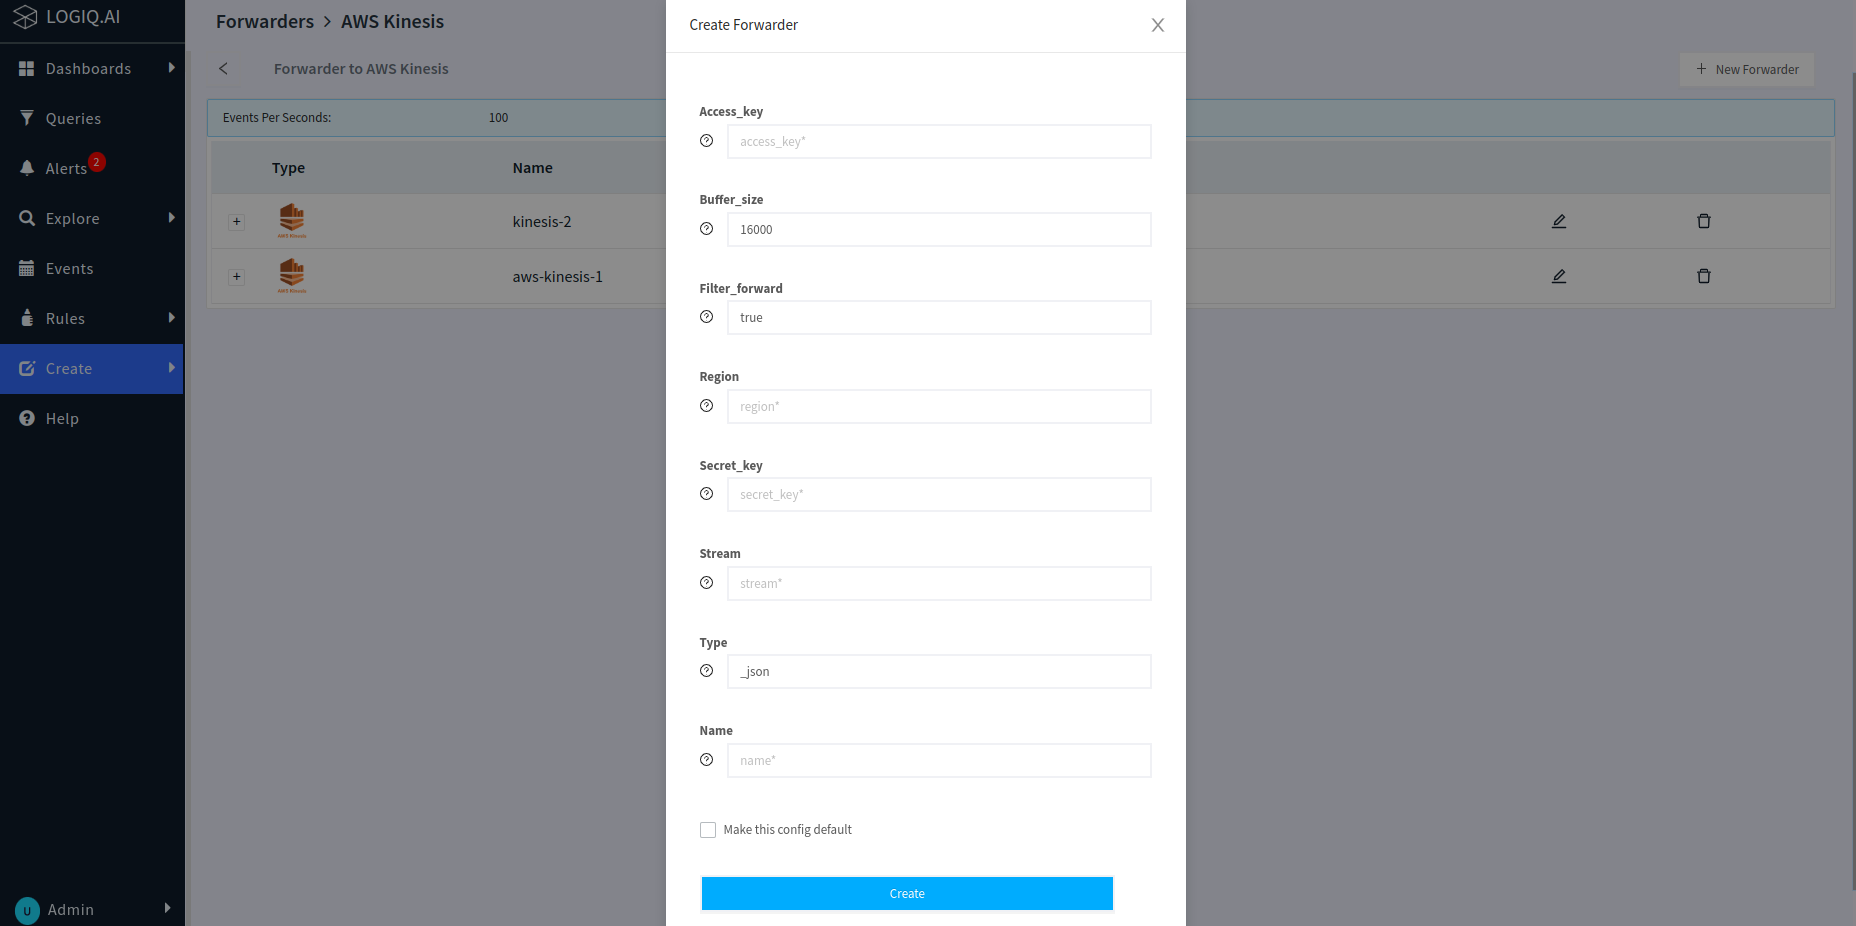 LOGIQ.AI
Dashboards
Queries
Alerts 2
Explore
Events
Rules
Create
Help
U Admin
Forwarders > AWS Kinesis
Forwarder to AWS Kinesis
+ New Forwarder
Events Per Seconds: 100
Type Name
AWS Kinesis kinesis-2
AWS Kinesis aws-kinesis-1
Create Forwarder
Access_key
access_key*
Buffer_size
16000
Filter_forward
true
Region
region*
Secret_key
secret_key*
Stream
stream*
Type
_json
Name
name*
Make this config default
Create